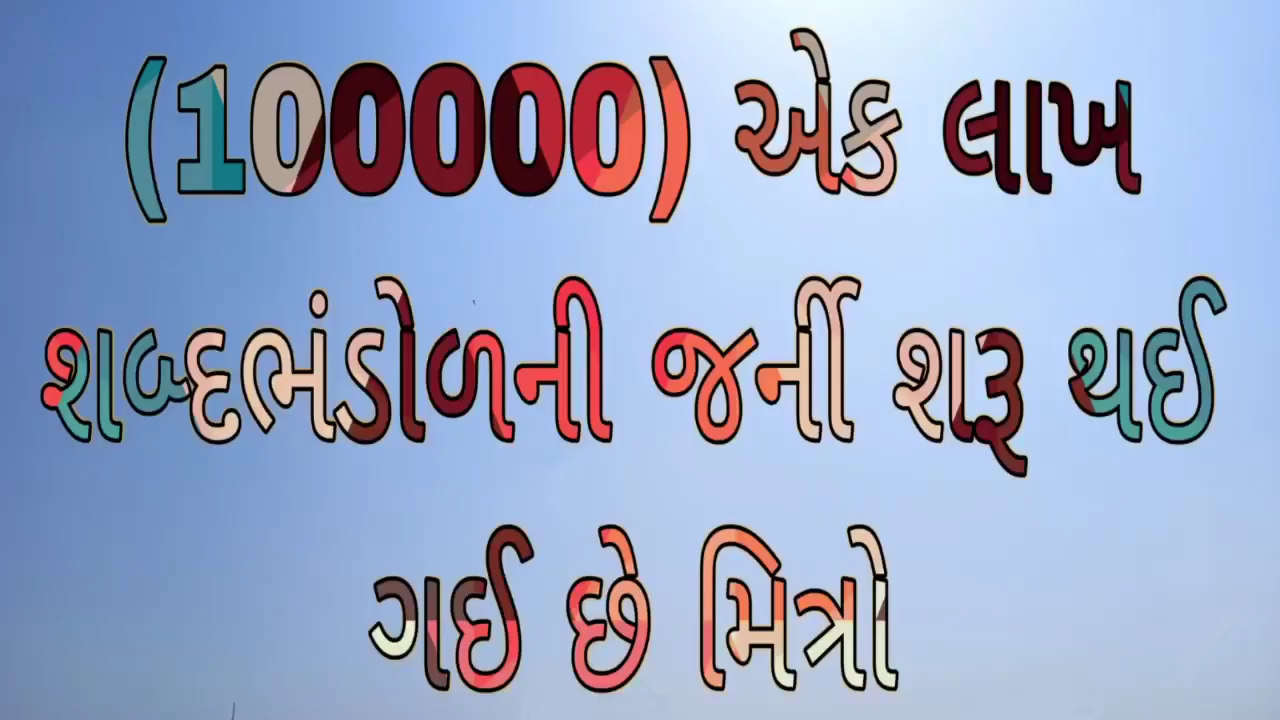 (100000) એક લાખ
શબ્દભંડોળની જર્ની શરૂ થઈ
ગઈ છે મિત્રો